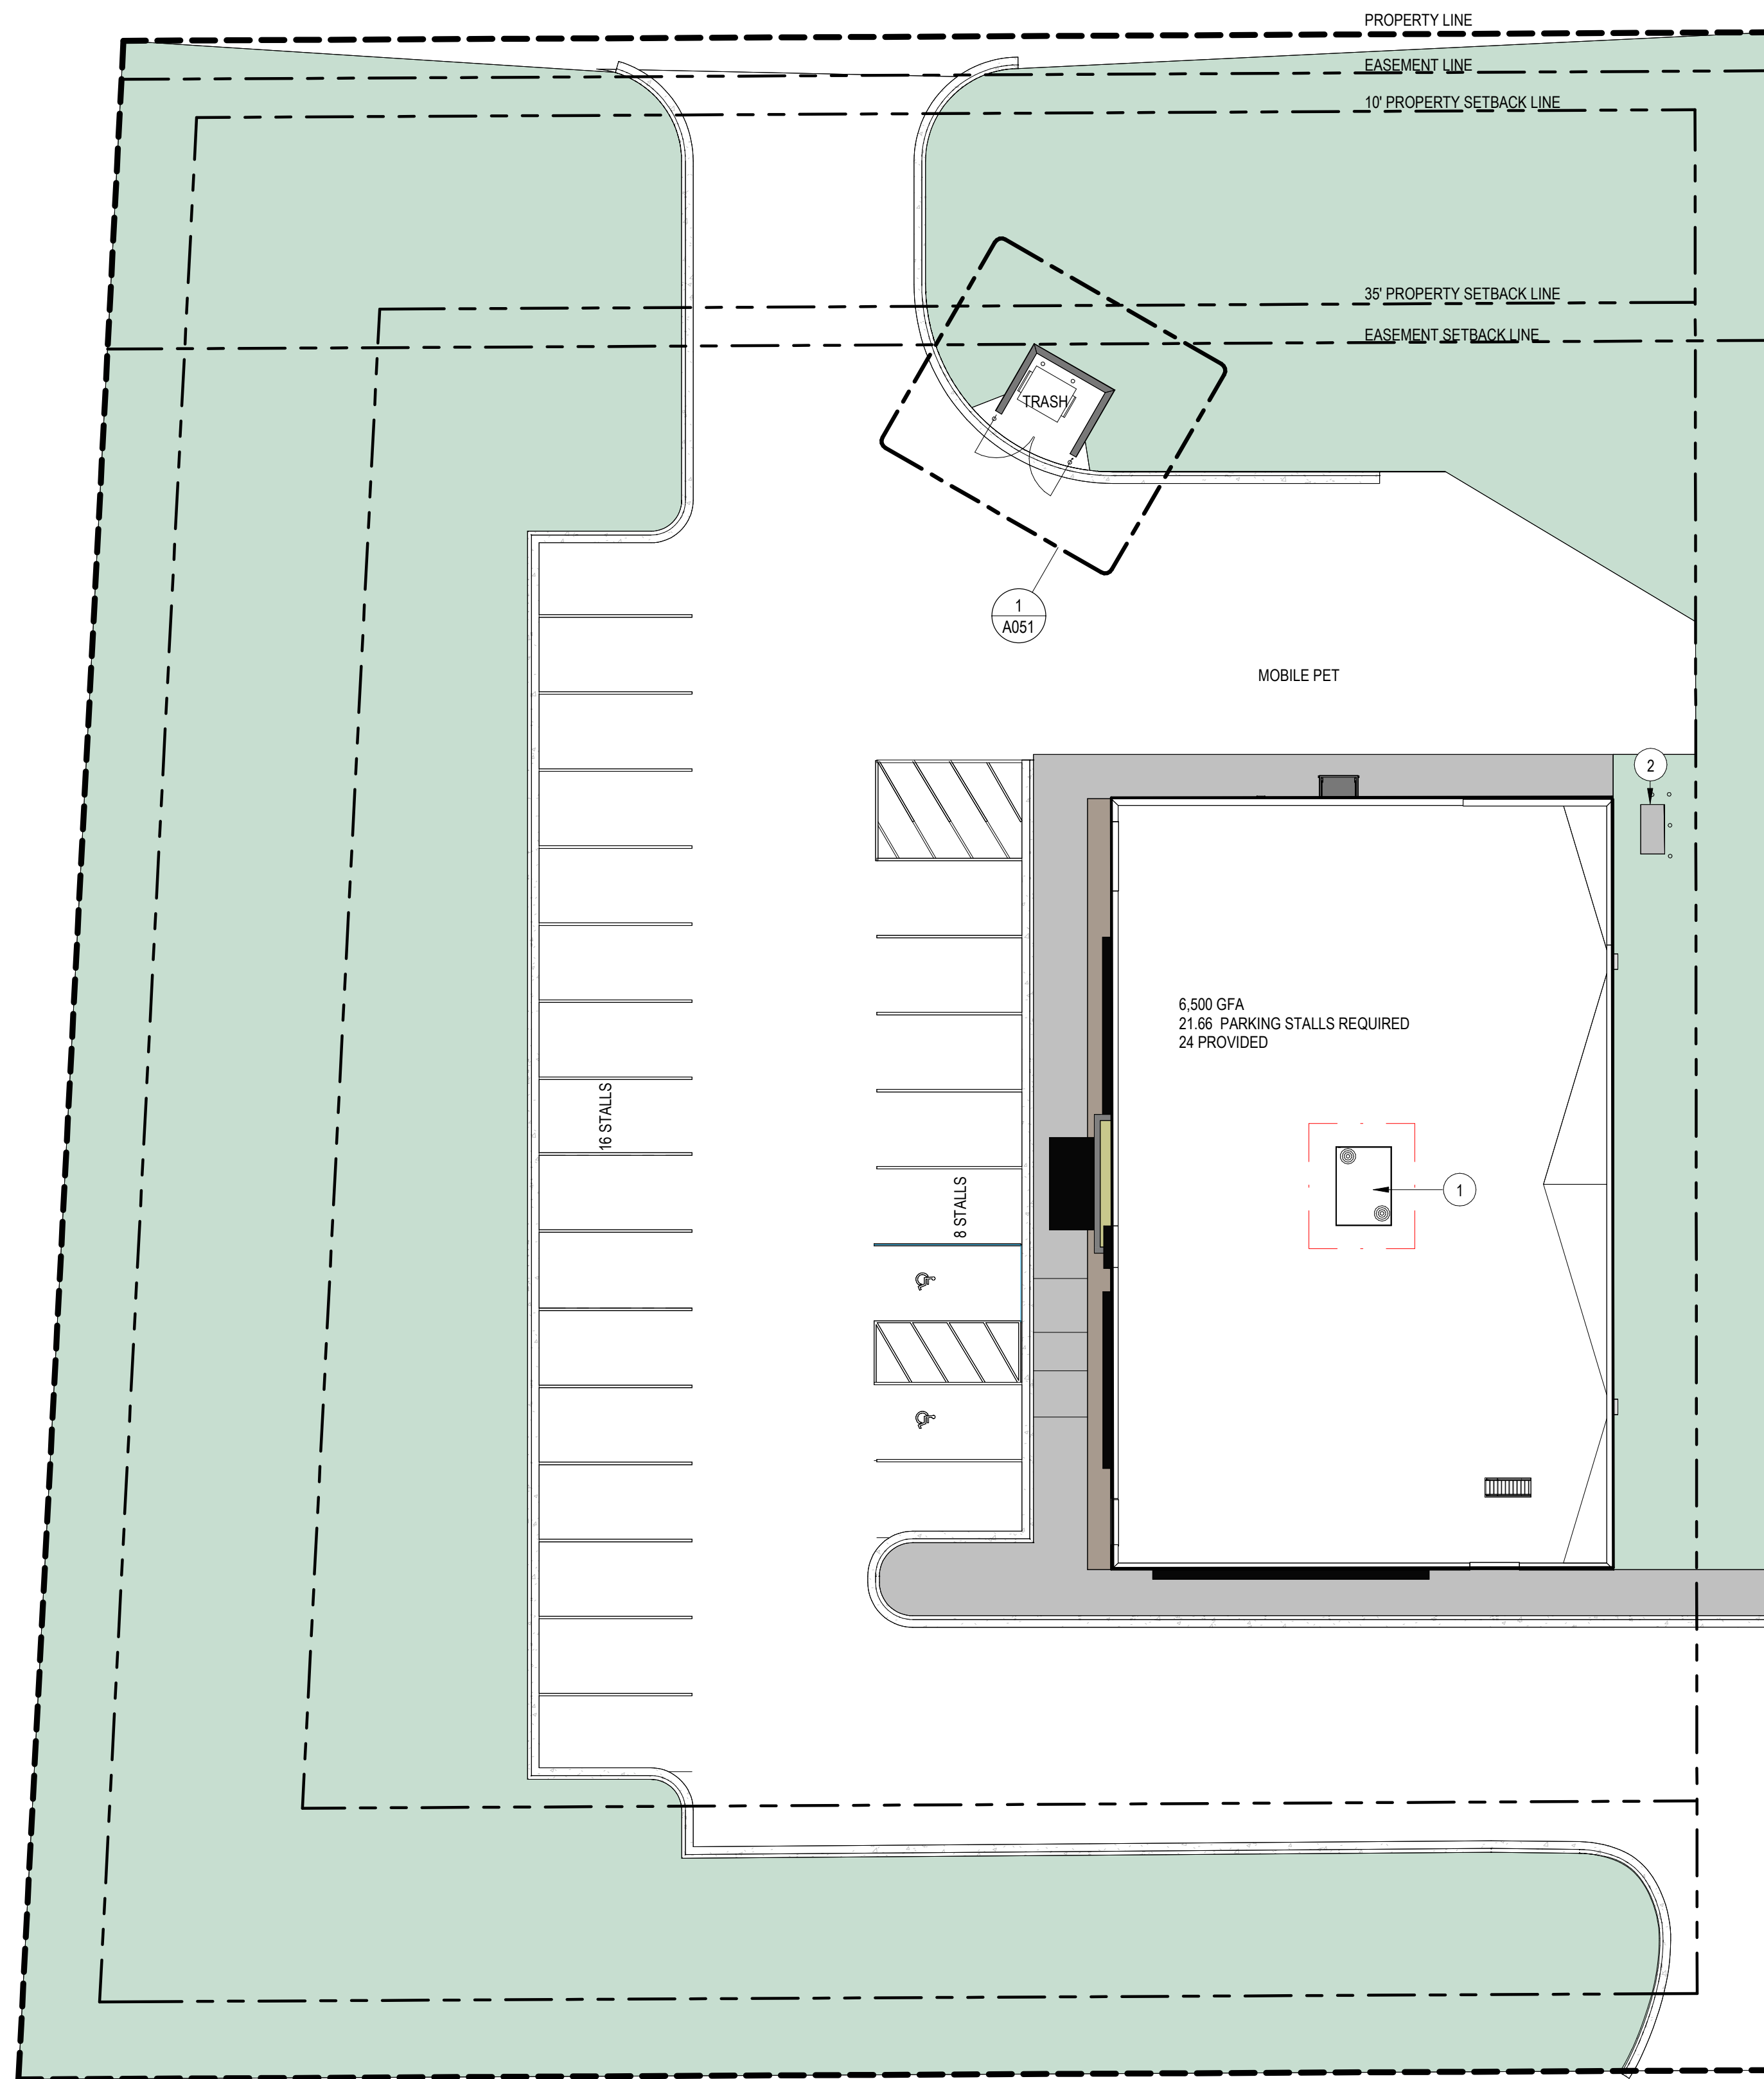 PROPERTY LINE
EASEMENT LINE
10' PROPERTY SETBACK LINE
35' PROPERTY SETBACK LINE
EASEMENT SETBACK LINE
TRASH
1
A051
MOBILE PET
2
6,500 GFA
21.66 PARKING STALLS REQUIRED
24 PROVIDED
16 STALLS
8 STALLS
1